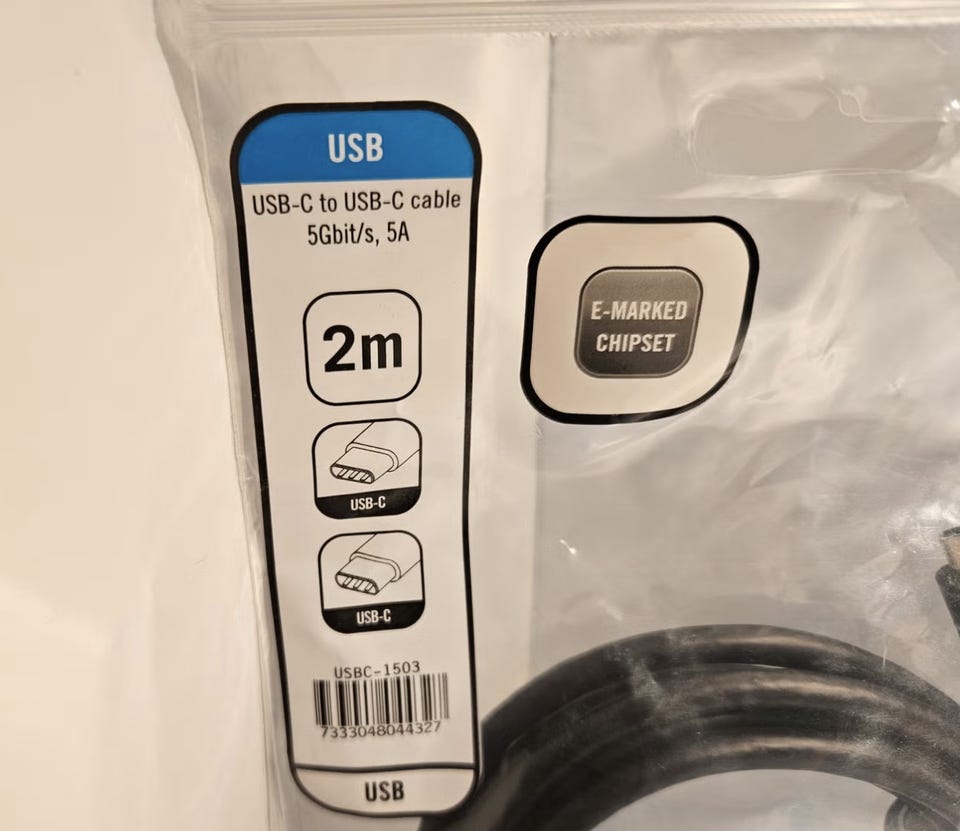 USB
USB-C to USB-C cable
5Gbit/s, 5A
2m
USB-C
USB-C
USBC-1503
7333048044327
USB
E-MARKED
CHIPSET